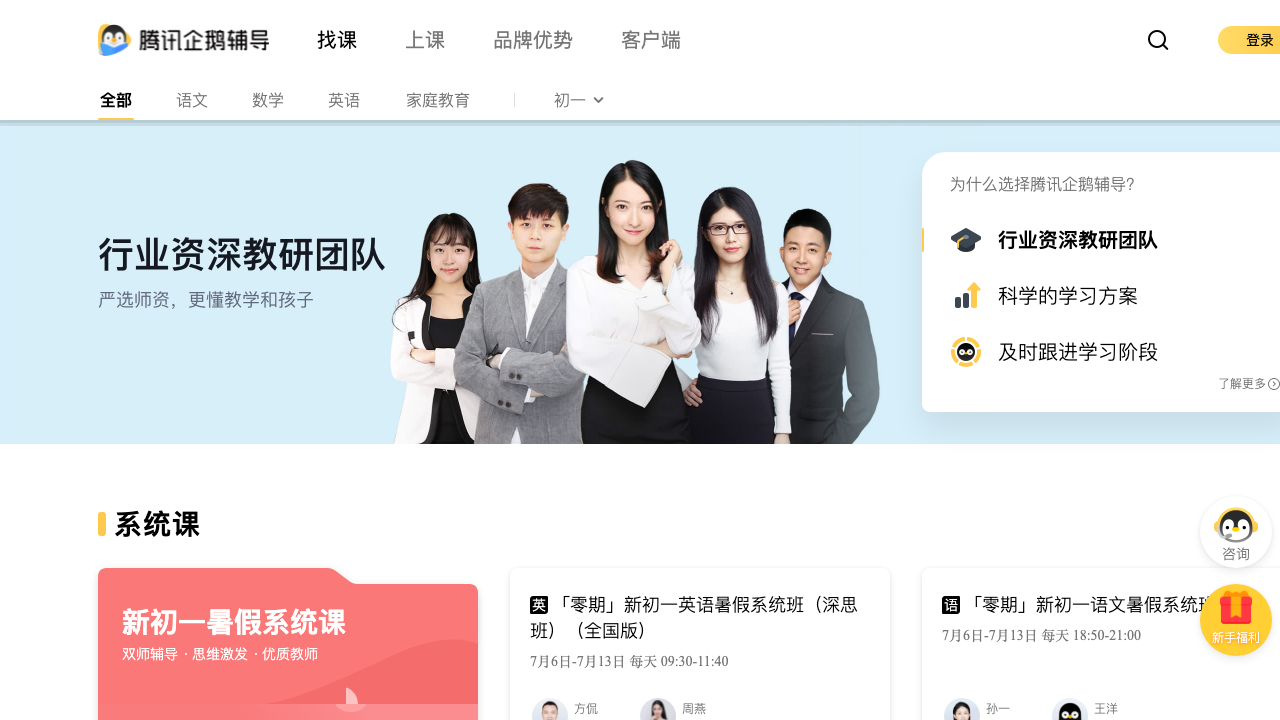 腾讯企鹅辅导
找课
上课
品牌优势
客户端
登录
全部
语文
数学
英语
家庭教育
初一
行业资深教研团队
严选师资，更懂教学和孩子
为什么选择腾讯企鹅辅导?
行业资深教研团队
科学的学习方案
及时跟进学习阶段
了解更多
系统课
咨询
新手福利
新初一暑假系统课
双师辅导 · 思维激发 · 优质教师
英 「零期」新初一英语暑假系统班（深思
班）（全国版）
7月6日-7月13日 每天 09:30-11:40
方侃
周燕
语 「零期」新初一语文暑假系统班
7月6日-7月13日 每天 18:50-21:00
孙一
王洋